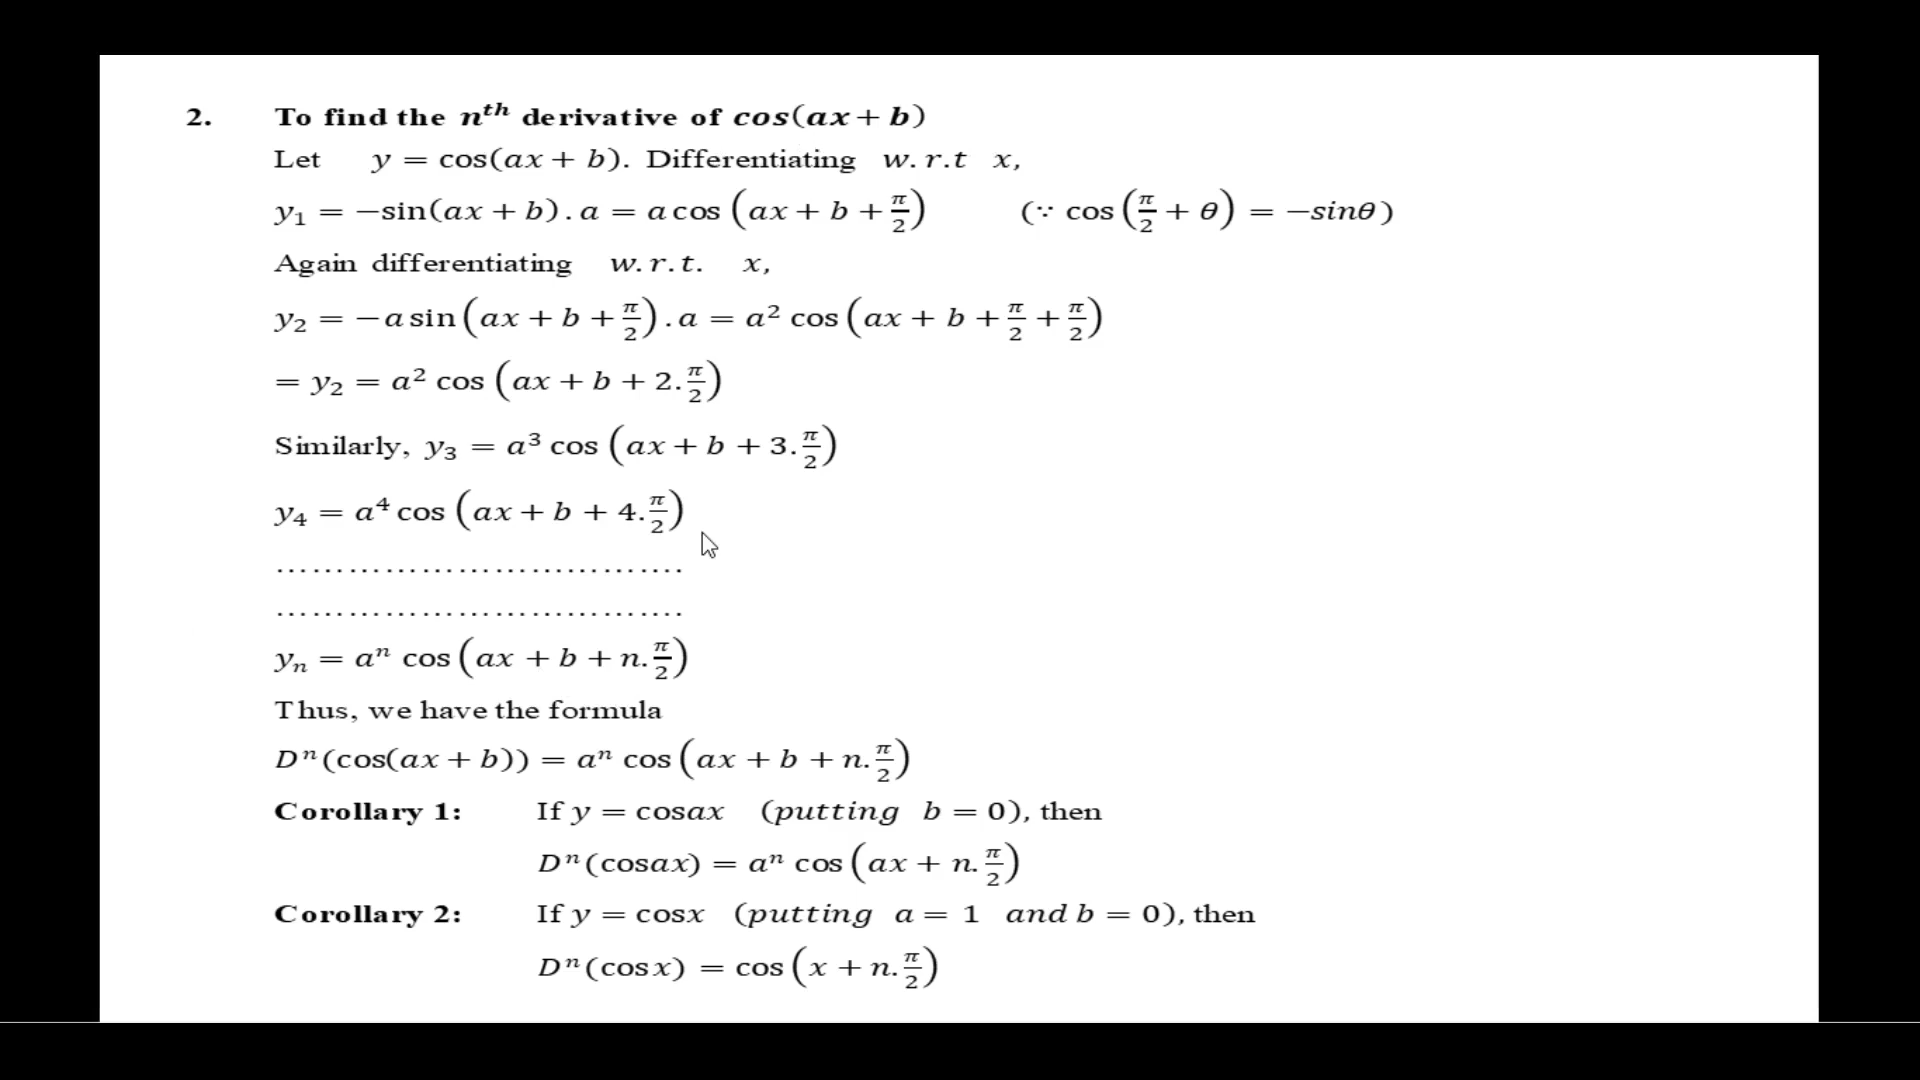 2. To find the nᵗʰ derivative of cos(ax + b)
Let y = cos(ax + b). Differentiating w.r.t x,
y₁ = −sin(ax + b). a = a cos (ax + b + π/2) (∵ cos (π/2 + θ) = −sinθ)
Again differentiating w.r.t. x,
y₂ = −a sin (ax + b + π/2). a = a² cos (ax + b + π/2 + π/2)
= y₂ = a² cos (ax + b + 2.π/2)
Similarly, y₃ = a³ cos (ax + b + 3.π/2)
y₄ = a⁴ cos (ax + b + 4.π/2)
..................................
..................................
yₙ = aⁿ cos (ax + b + n.π/2)
Thus, we have the formula
Dⁿ(cos(ax + b)) = aⁿ cos (ax + b + n.π/2)
Corollary 1: If y = cosax (putting b = 0), then
Dⁿ(cosax) = aⁿ cos (ax + n.π/2)
Corollary 2: If y = cosx (putting a = 1 and b = 0), then
Dⁿ(cosx) = cos (x + n.π/2)